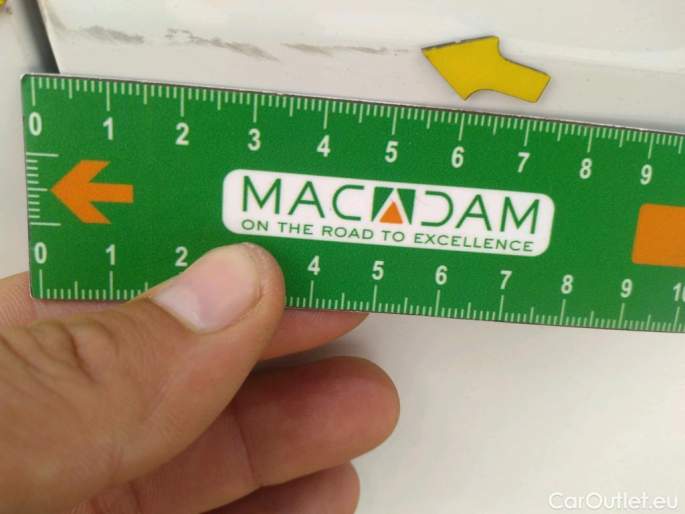 0 1 2 3 4 5 6 7 8 9
MACADAM
ON THE ROAD TO EXCELLENCE
0 1 2 4 5 6 7 8 9
CarOutlet.eu